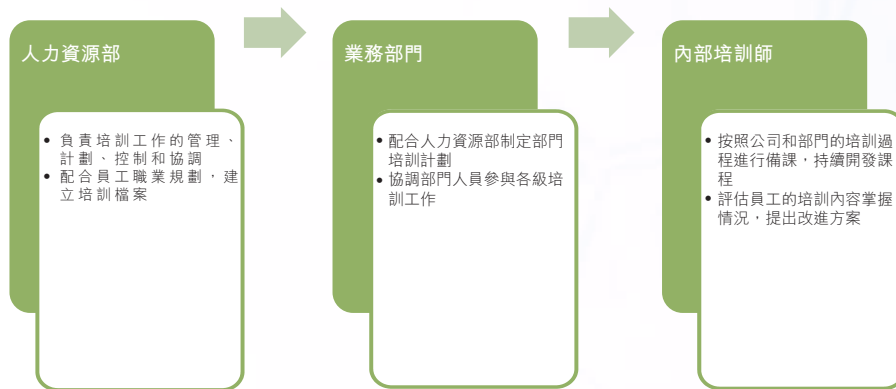 人力資源部
• 負責培訓工作的管理、
計劃、控制和協調
• 配合員工職業規劃，建
立培訓檔案
業務部門
• 配合人力資源部制定部門
培訓計劃
• 協調部門人員參與各級培
訓工作
內部培訓師
• 按照公司和部門的培訓過
程進行備課，持續開發課
程
• 評估員工的培訓內容掌握
情況，提出改進方案